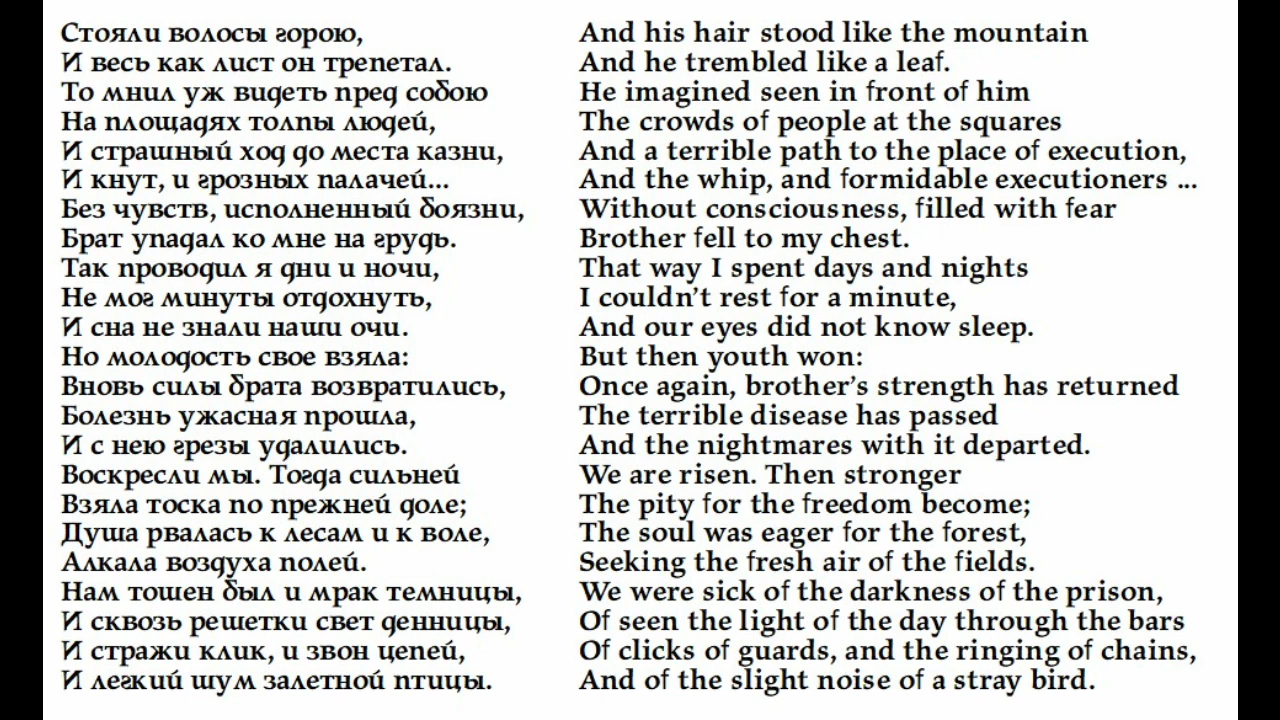 Стояли волосы горою,
И весь как лист он трепетал.
То мнил уж видеть пред собою
На площадях толпы людей,
И страшный ход до места казни,
И кнут, и грозных палачей...
Без чувств, исполненный боязни,
Брат упадал ко мне на грудь.
Так проводил я дни и ночи,
Не мог минуты отдохнуть,
И сна не знали наши очи.
Но молодость свое взяла:
Вновь силы брата возвратились,
Болезнь ужасная прошла,
И с нею грезы удалились.
Воскресли мы. Тогда сильней
Взяла тоска по прежней доле;
Душа рвалась к лесам и к воле,
Алкала воздуха полей.
Нам тошен был и мрак темницы,
И сквозь решетки свет денницы,
И стражи клик, и звон цепей,
И легкий шум залетной птицы.
And his hair stood like the mountain
And he trembled like a leaf.
He imagined seen in front of him
The crowds of people at the squares
And a terrible path to the place of execution,
And the whip, and formidable executioners ...
Without consciousness, filled with fear
Brother fell to my chest.
That way I spent days and nights
I couldn't rest for a minute,
And our eyes did not know sleep.
But then youth won:
Once again, brother's strength has returned
The terrible disease has passed
And the nightmares with it departed.
We are risen. Then stronger
The pity for the freedom become;
The soul was eager for the forest,
Seeking the fresh air of the fields.
We were sick of the darkness of the prison,
Of seen the light of the day through the bars
Of clicks of guards, and the ringing of chains,
And of the slight noise of a stray bird.